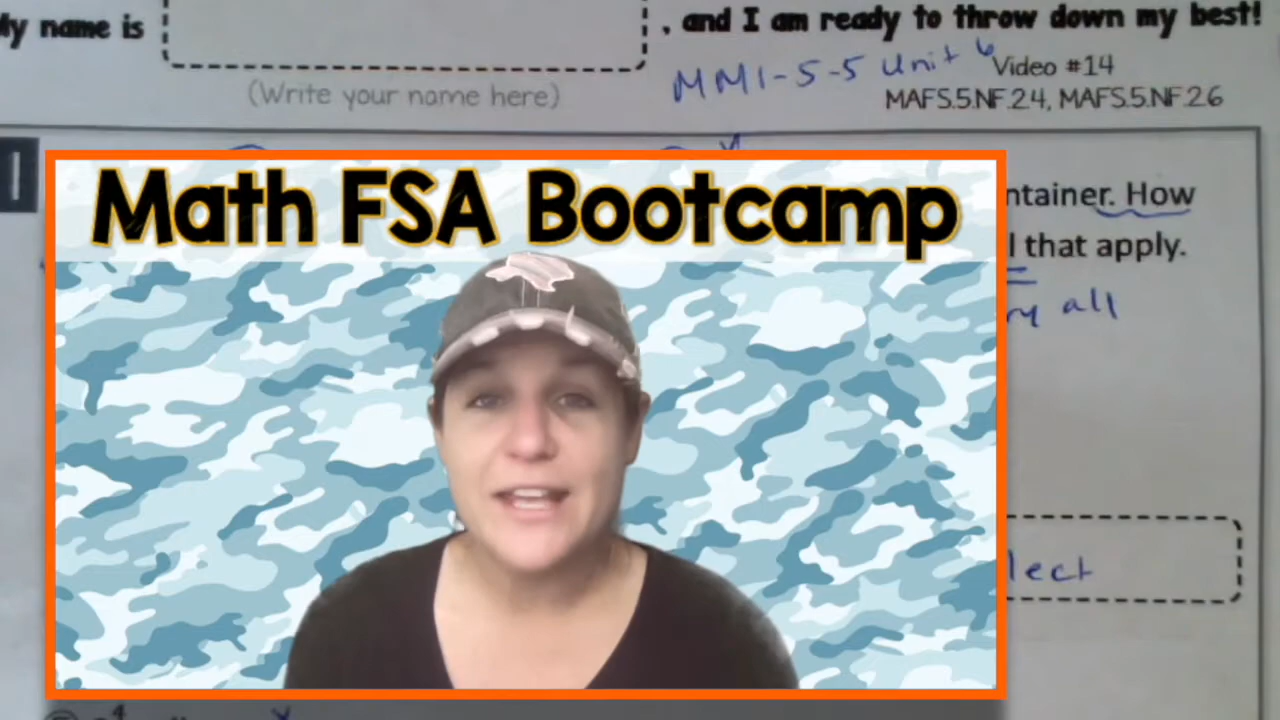 My name is , and I am ready to throw down my best!
(Write your name here)
MM1-5-5 Unit 6
Video #14
MAFS.5.NF.2.4, MAFS.5.NF.2.6
1
Math FSA Bootcamp
ntainer. How
l that apply.
ry all
lect